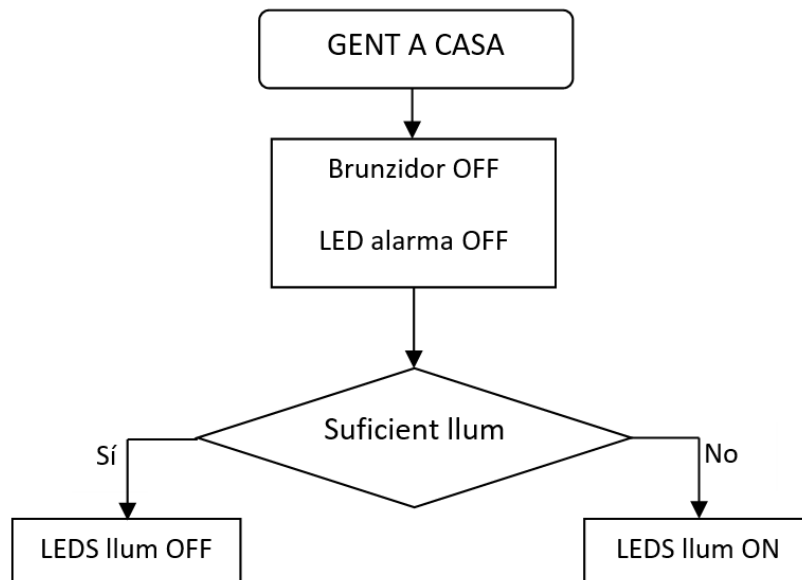 GENT A CASA
Brunzidor OFF
LED alarma OFF
Suficient llum
Sí
No
LEDS llum OFF
LEDS llum ON